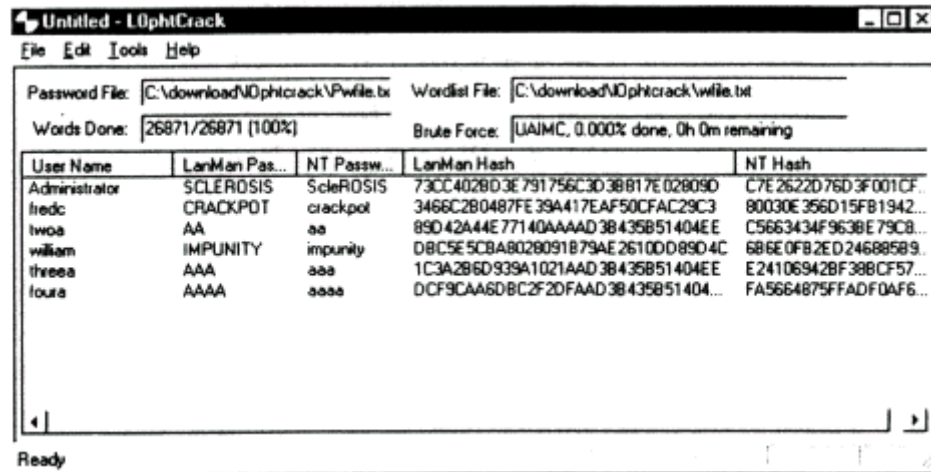 Untitled - L0phtCrack
File Edit Tools Help
Password File: C:\download\l0phtcrack\Pwfile.tx Wordlist File: C:\download\l0phtcrack\wfile.txt
Words Done: 26871/26871 (100%) Brute Force: UAIMC, 0.000% done, 0h 0m remaining
User Name LanMan Pas... NT Passw... LanMan Hash NT Hash
Administrator SCLEROSIS ScleROSIS 73CC402BD3E791756C3D3B817E02809D C7E2622D76D3F001CF..
fredc CRACKPOT crackpot 3466C2B0487FE39A417EAF50CFAC29C3 80030E356D15FB1942...
twoa AA aa 89D42A44E77140AAAAD3B435B51404EE C5663434F963BE79C8...
william IMPUNITY impunity DBC5E5CBA8028091B79AE2610DD89D4C 6B6E0FB2ED246885B9...
threea AAA aaa 1C3A2B6D939A1021AAD3B435B51404EE E24106942BF38BCF57...
foura AAAA aaaa DCF9CAA6DBC2F2DFAAD3B435B51404... FA5664875FFADF0AF6...
Ready